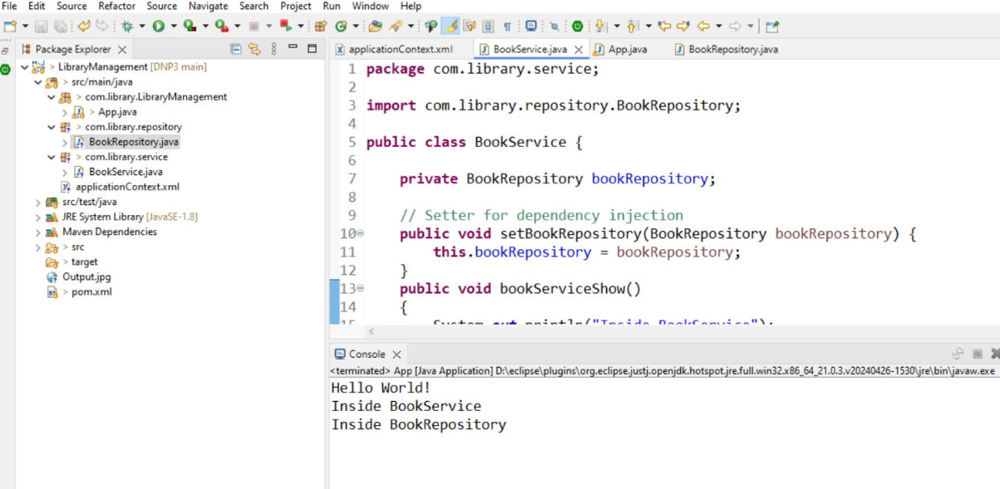 File Edit Source Refactor Source Navigate Search Project Run Window Help
Package Explorer
LibraryManagement [DNP3 main]
src/main/java
com.library.LibraryManagement
App.java
com.library.repository
BookRepository.java
com.library.service
BookService.java
applicationContext.xml
src/test/java
JRE System Library [JavaSE-1.8]
Maven Dependencies
src
target
Output.jpg
pom.xml
applicationContext.xml BookService.java App.java BookRepository.java
1 package com.library.service;
2
3 import com.library.repository.BookRepository;
4
5 public class BookService {
6
7 private BookRepository bookRepository;
8
9 // Setter for dependency injection
10 public void setBookRepository(BookRepository bookRepository) {
11 this.bookRepository = bookRepository;
12 }
13 public void bookServiceShow()
14 {
15 System.out.println("Inside BookService");
Console
<terminated> App [Java Application] D:\eclipse\plugins\org.eclipse.justj.openjdk.hotspot.jre.full.win32.x86_64_21.0.3.v20240426-1530\jre\bin\javaw.exe
Hello World!
Inside BookService
Inside BookRepository